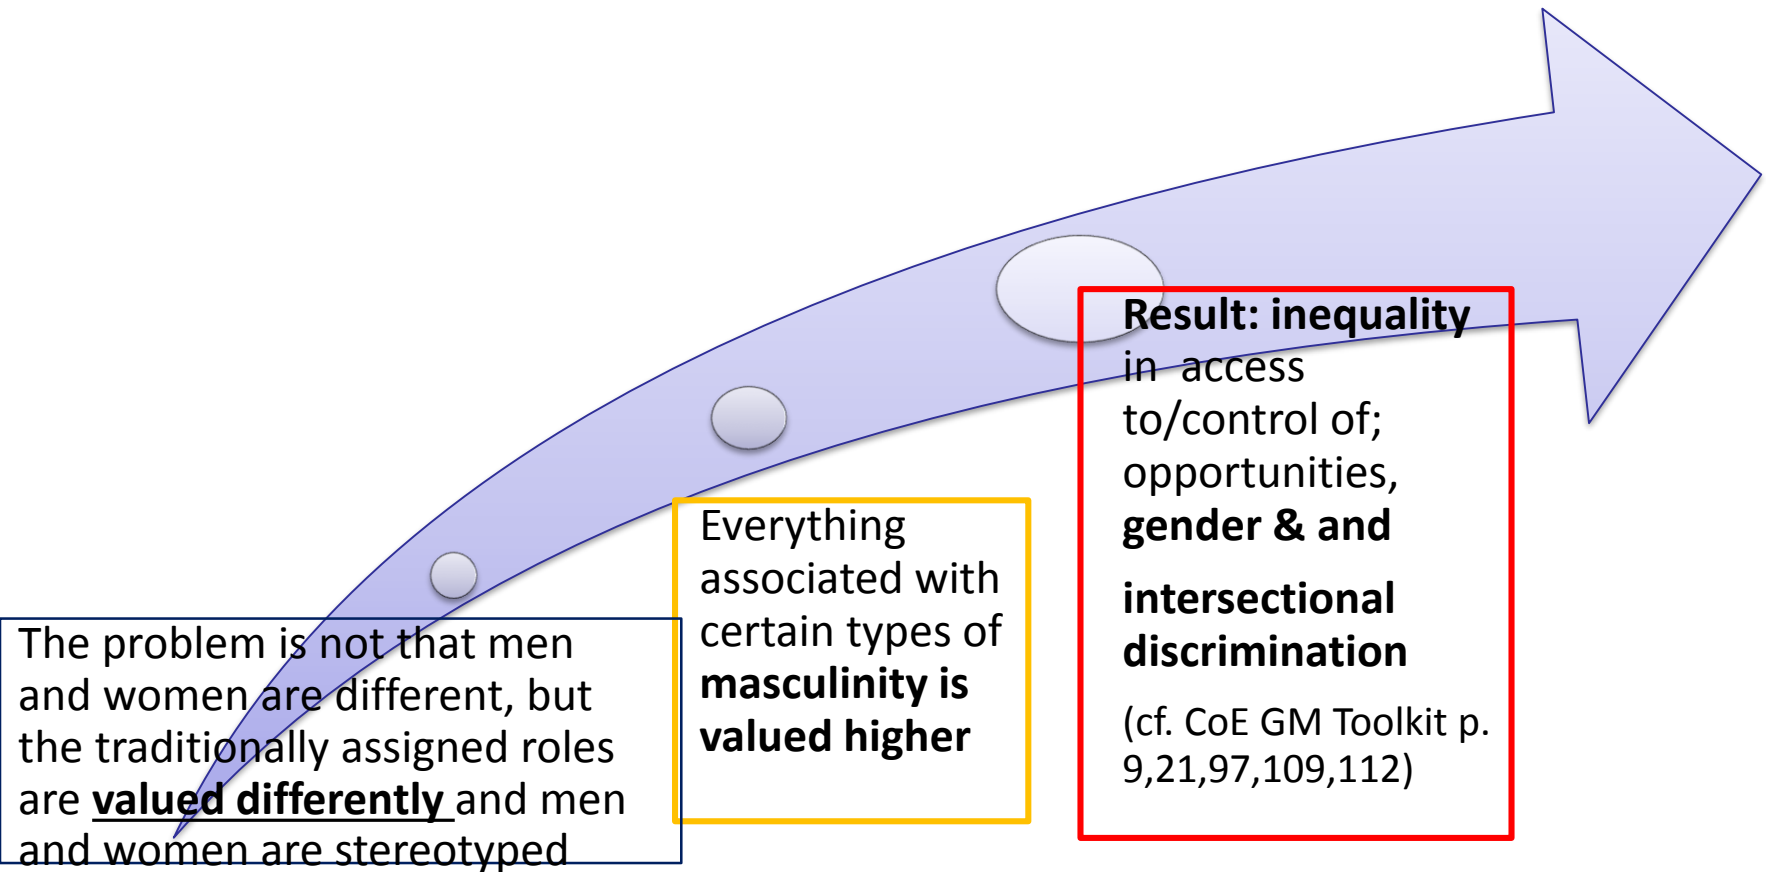 The problem is not that men
and women are different, but
the traditionally assigned roles
are valued differently and men
and women are stereotyped
Everything
associated with
certain types of
masculinity is
valued higher
Result: inequality
in  access
to/control of;
opportunities,
gender & and
intersectional
discrimination
(cf. CoE GM Toolkit p.
9,21,97,109,112)